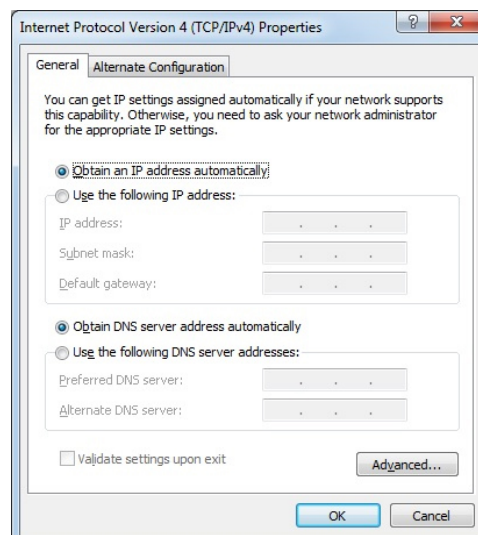 Internet Protocol Version 4 (TCP/IPv4) Properties
General
Alternate Configuration
You can get IP settings assigned automatically if your network supports
this capability. Otherwise, you need to ask your network administrator
for the appropriate IP settings.
Obtain an IP address automatically
Use the following IP address:
IP address:
Subnet mask:
Default gateway:
Obtain DNS server address automatically
Use the following DNS server addresses:
Preferred DNS server:
Alternate DNS server:
Validate settings upon exit
Advanced...
OK
Cancel